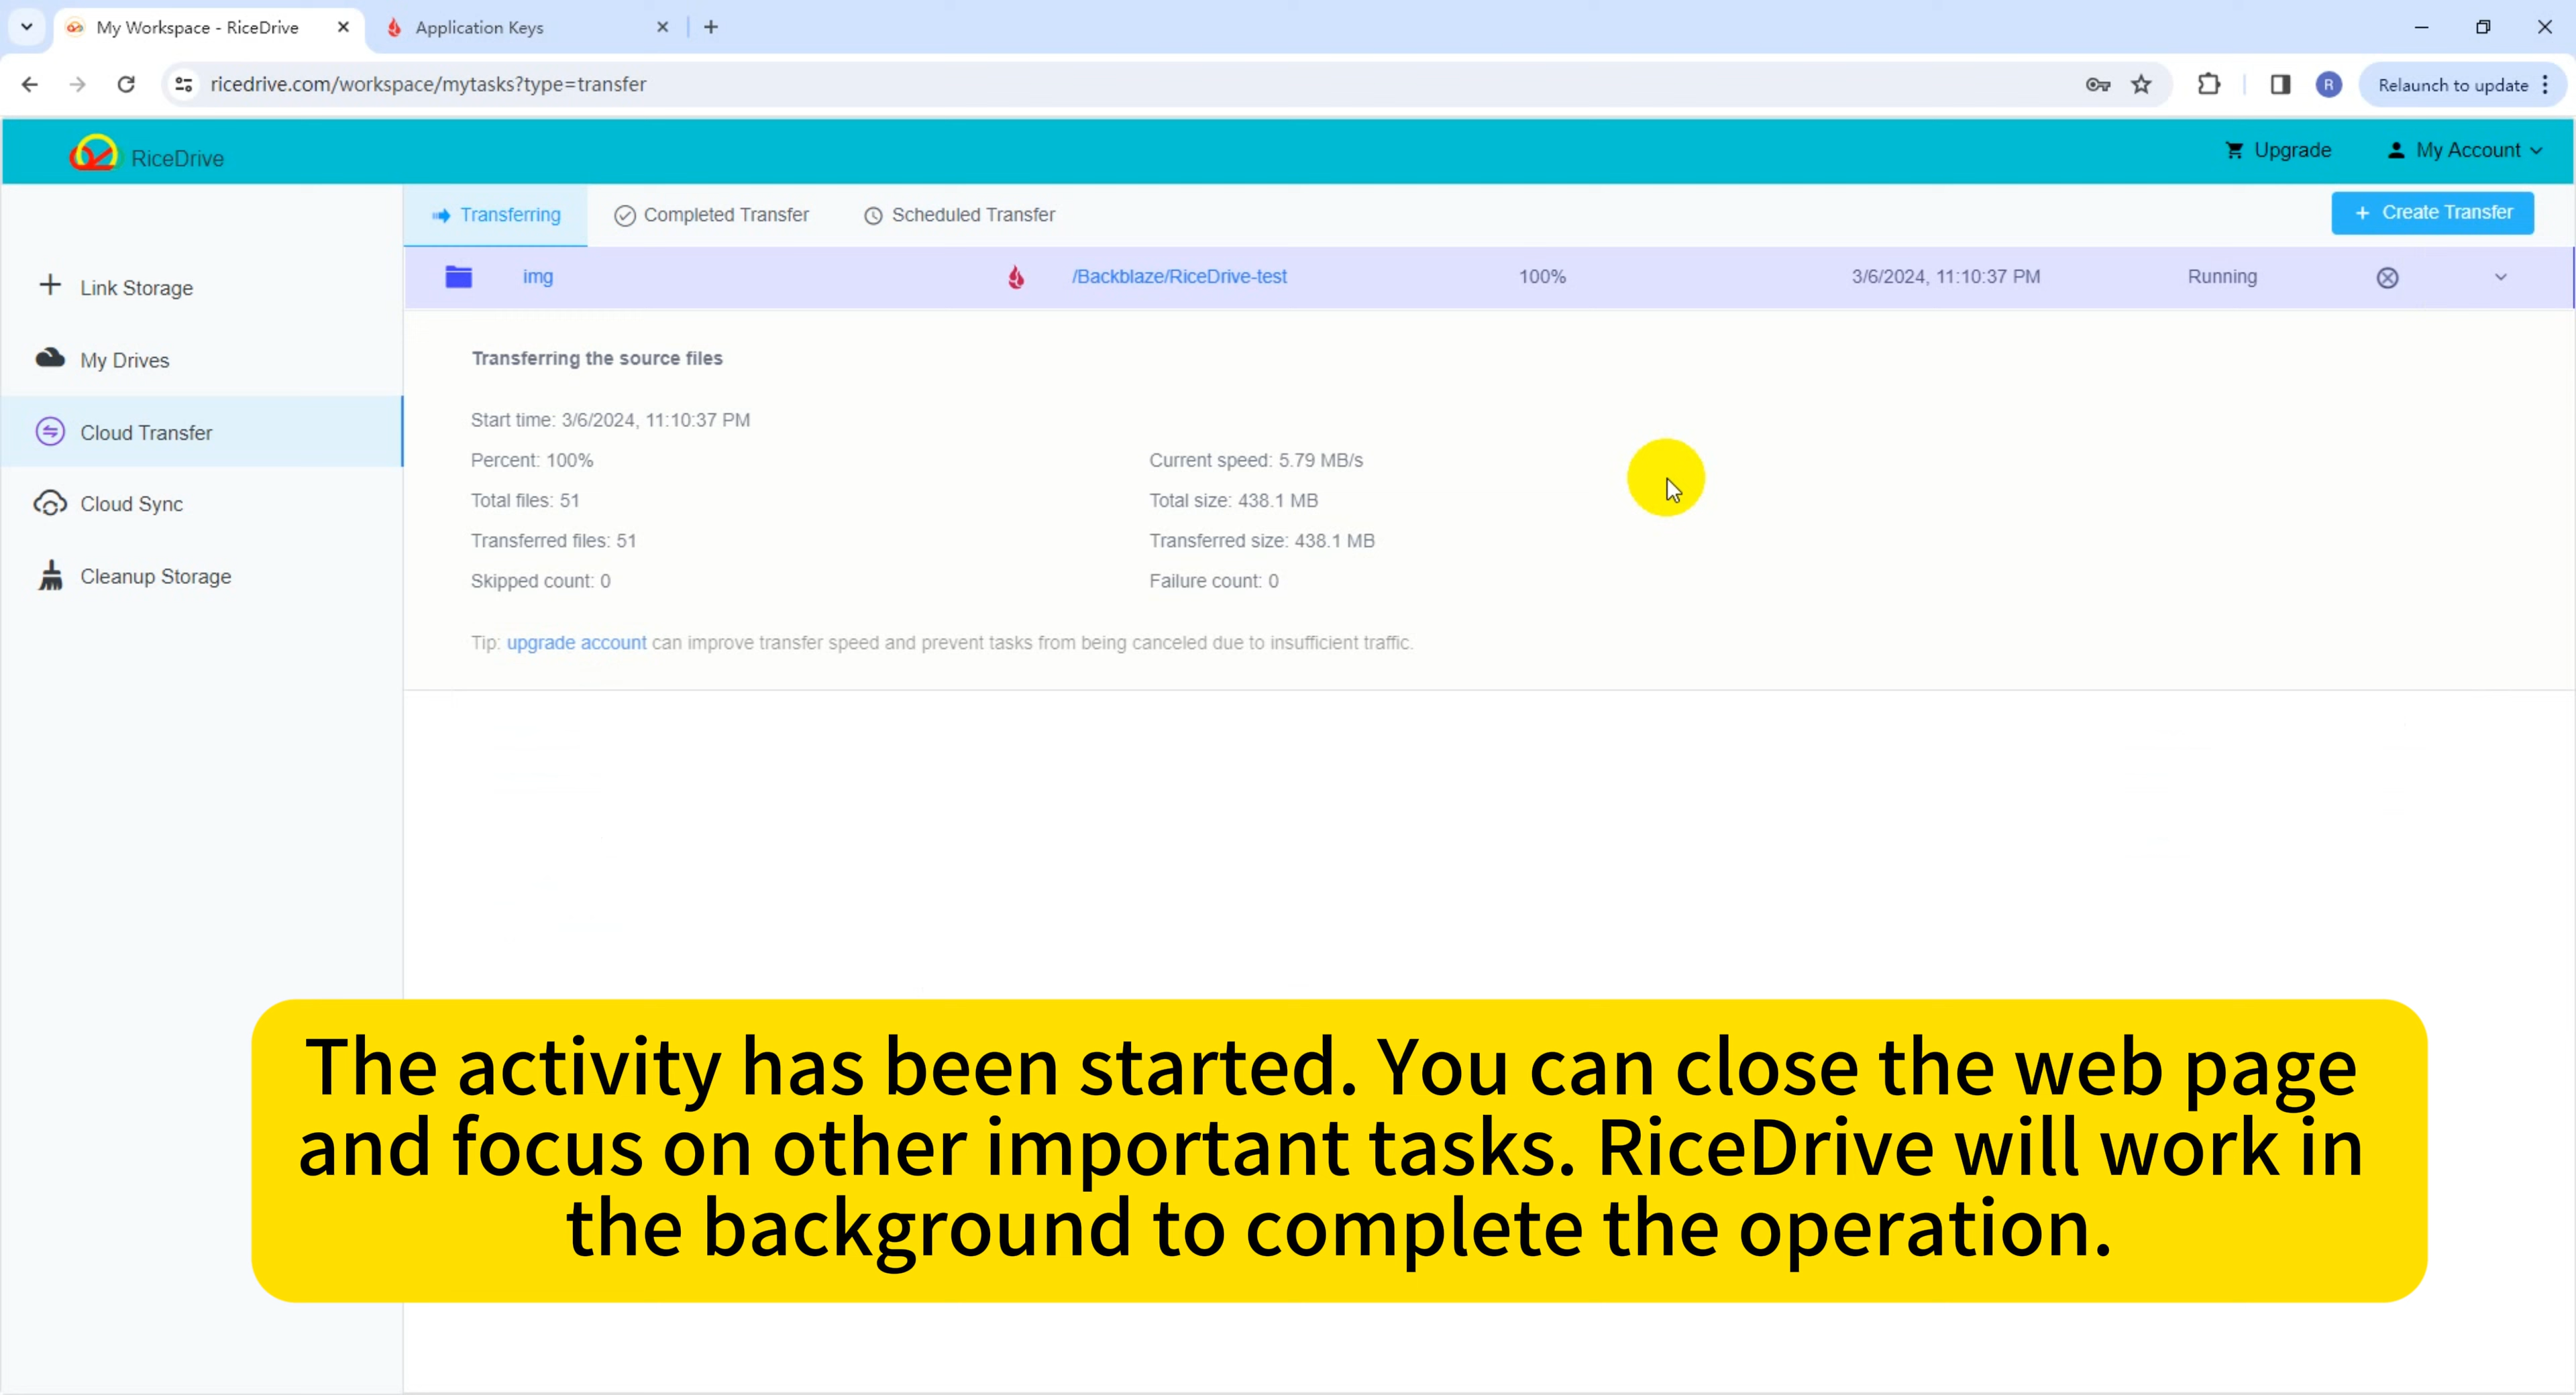 My Workspace - RiceDrive
Application Keys
ricedrive.com/workspace/mytasks?type=transfer
R
Relaunch to update
RiceDrive
Upgrade
My Account
Transferring
Completed Transfer
Scheduled Transfer
+ Create Transfer
Link Storage
My Drives
Cloud Transfer
Cloud Sync
Cleanup Storage
img
/Backblaze/RiceDrive-test
100%
3/6/2024, 11:10:37 PM
Running
Transferring the source files
Start time: 3/6/2024, 11:10:37 PM
Percent: 100%
Current speed: 5.79 MB/s
Total files: 51
Total size: 438.1 MB
Transferred files: 51
Transferred size: 438.1 MB
Skipped count: 0
Failure count: 0
Tip: upgrade account can improve transfer speed and prevent tasks from being canceled due to insufficient traffic.
The activity has been started. You can close the web page
and focus on other important tasks. RiceDrive will work in
the background to complete the operation.